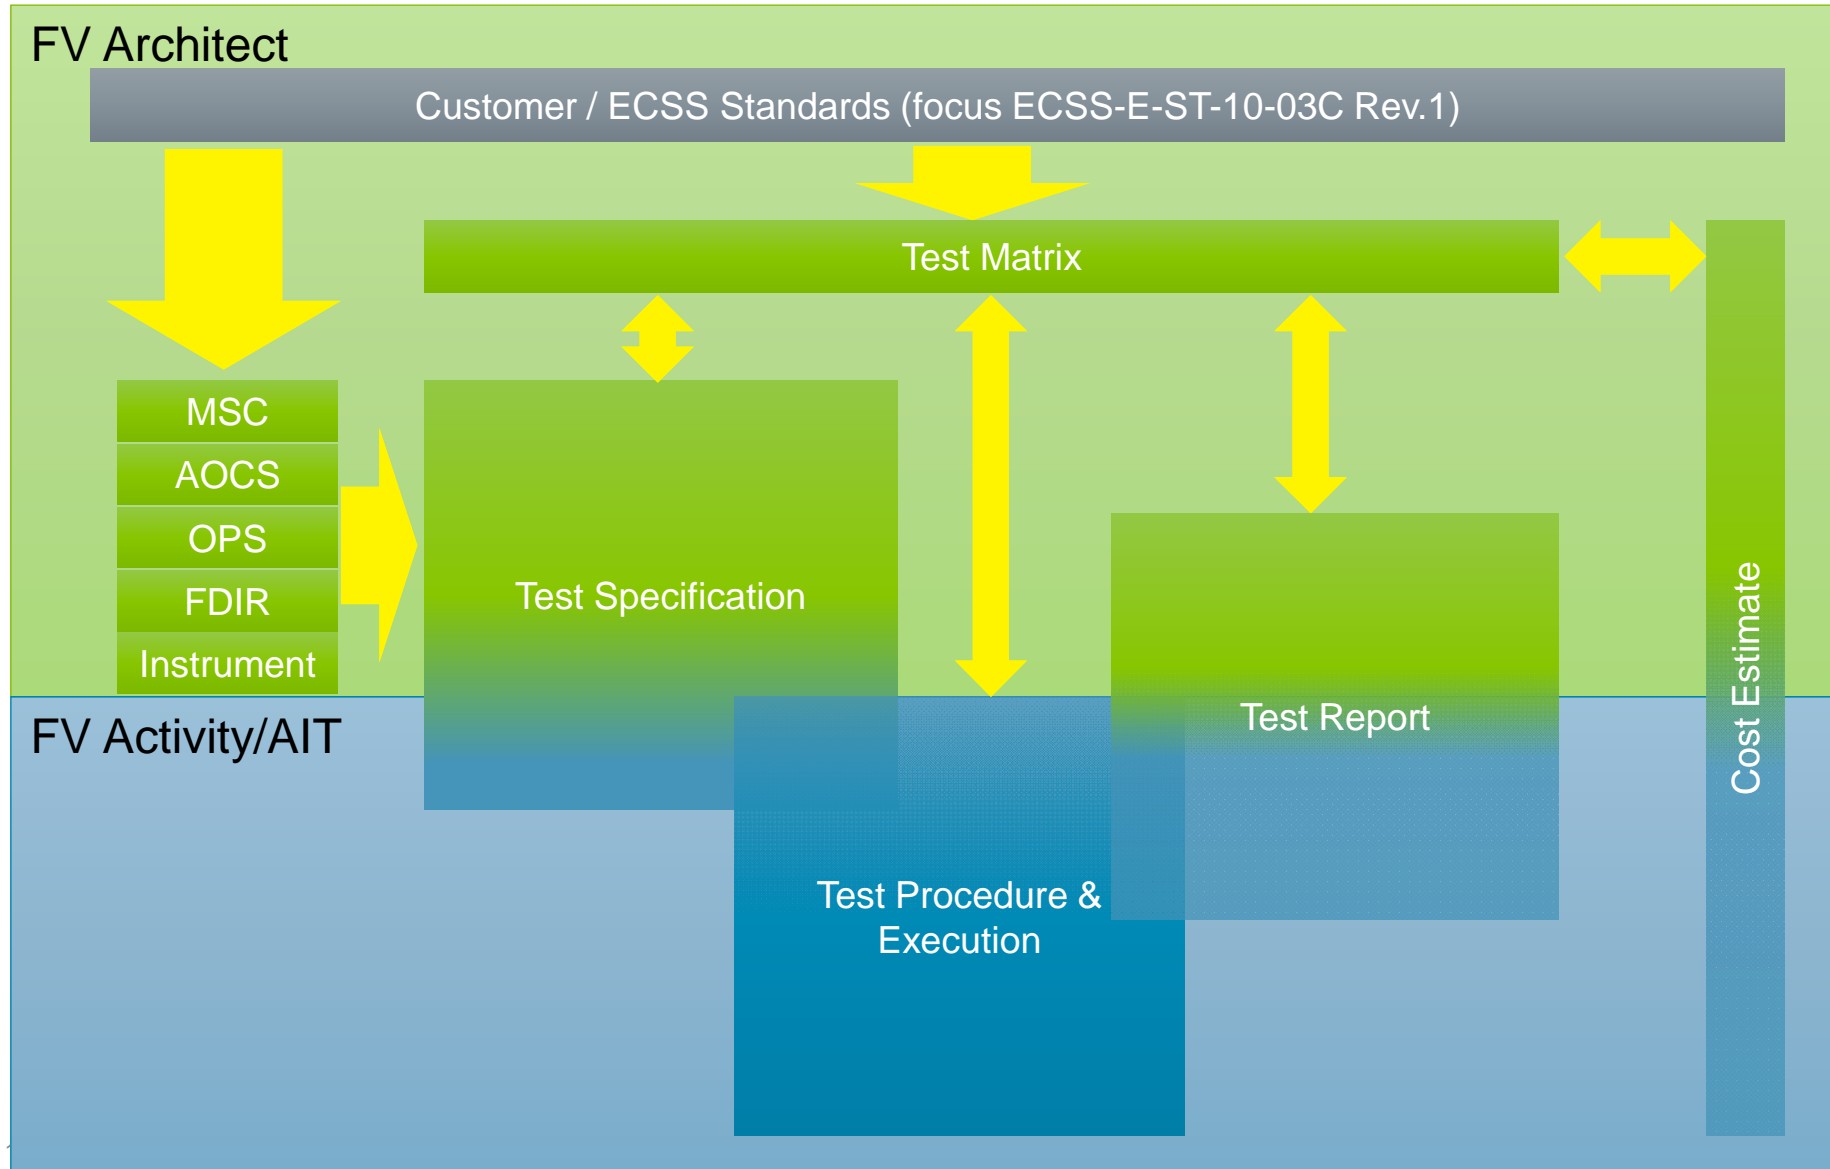 FV Architect
Customer / ECSS Standards (focus ECSS-E-ST-10-03C Rev.1)
Test Matrix
MSC
AOCS
OPS
FDIR
Instrument
Test Specification
Test Report
Cost Estimate
FV Activity/AIT
Test Procedure &
Execution